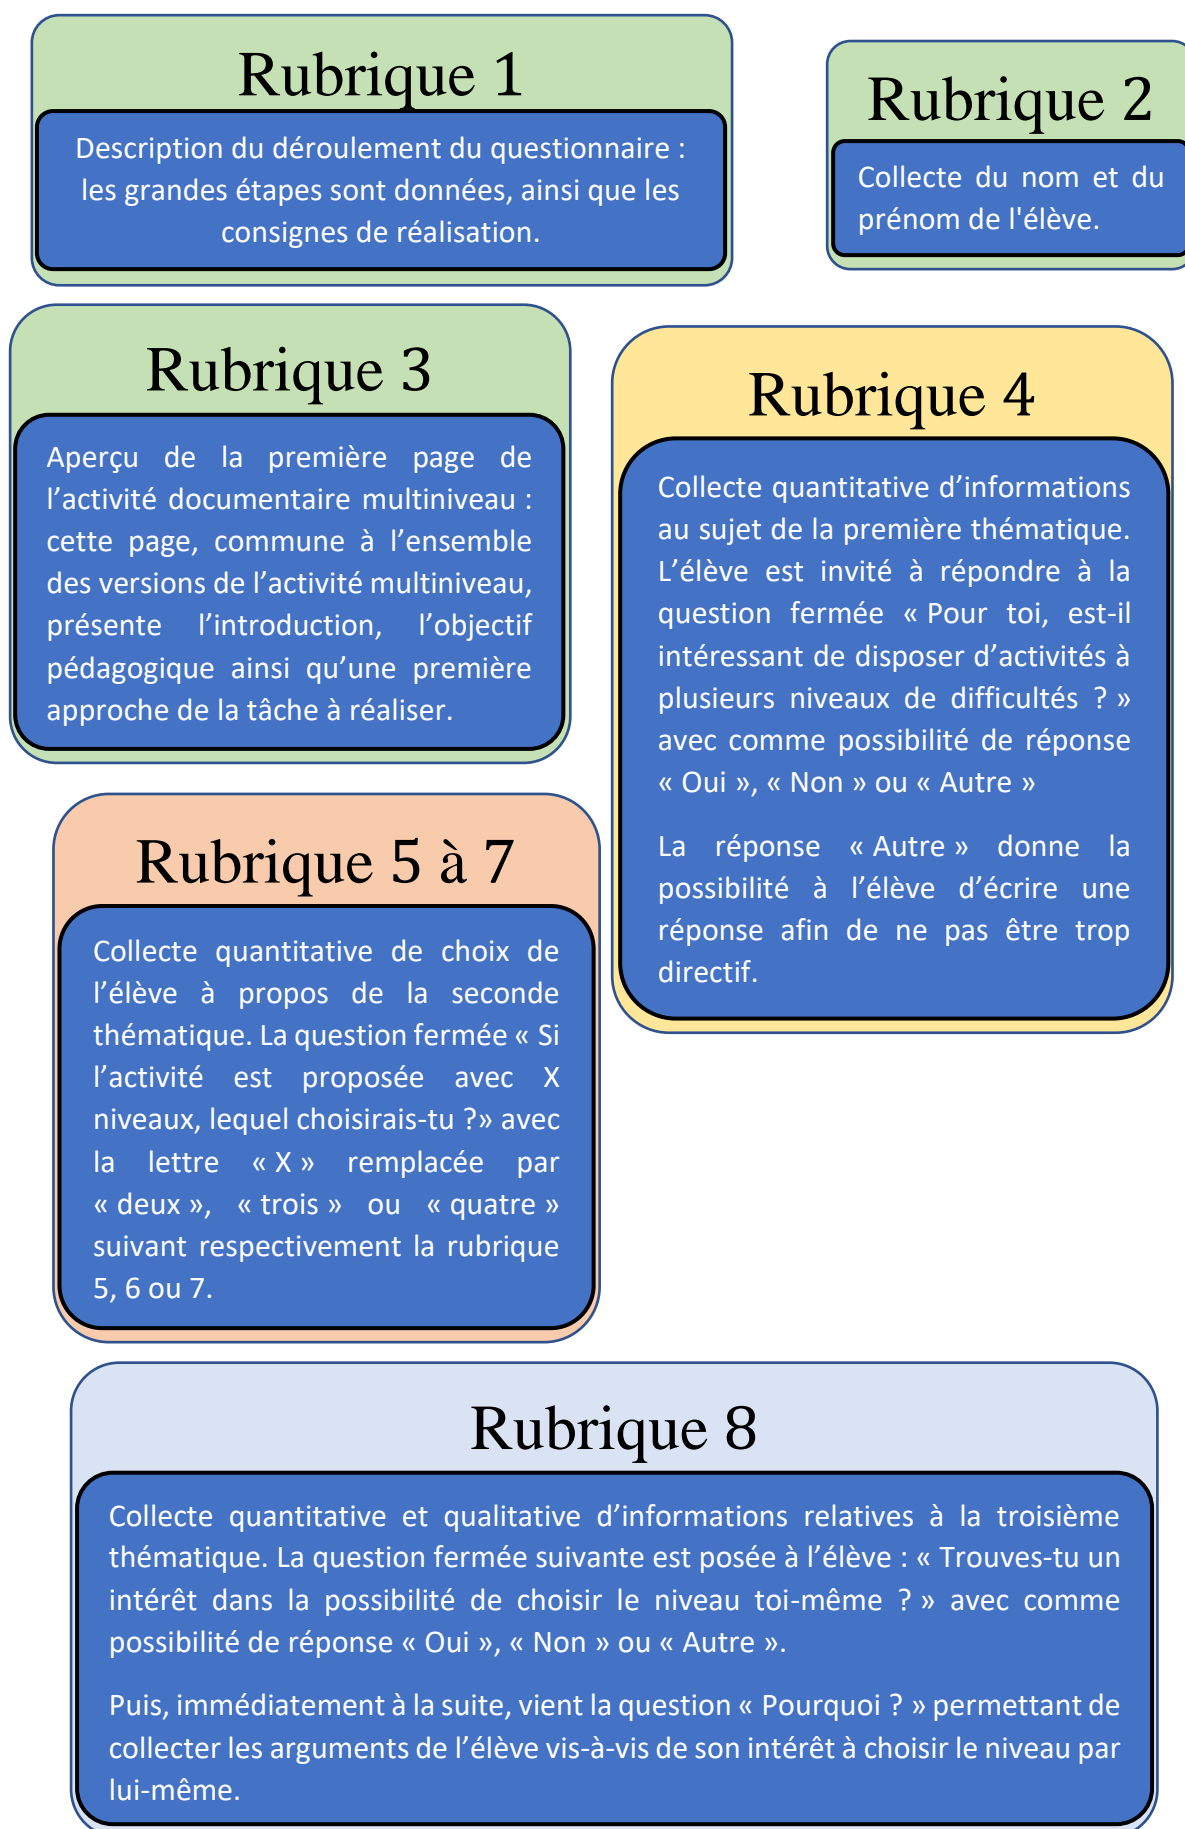 Rubrique 1
Description du déroulement du questionnaire :
les grandes étapes sont données, ainsi que les
consignes de réalisation.
Rubrique 2
Collecte du nom et du
prénom de l'élève.
Rubrique 3
Aperçu de la première page de
l’activité documentaire multiniveau :
cette page, commune à l’ensemble
des versions de l’activité multiniveau,
présente l’introduction, l’objectif
pédagogique ainsi qu’une première
approche de la tâche à réaliser.
Rubrique 4
Collecte quantitative d’informations
au sujet de la première thématique.
L’élève est invité à répondre à la
question fermée « Pour toi, est-il
intéressant de disposer d’activités à
plusieurs niveaux de difficultés ? »
avec comme possibilité de réponse
« Oui », « Non » ou « Autre »
La réponse « Autre » donne la
possibilité à l’élève d’écrire une
réponse afin de ne pas être trop
directif.
Rubrique 5 à 7
Collecte quantitative de choix de
l’élève à propos de la seconde
thématique. La question fermée « Si
l’activité est proposée avec X
niveaux, lequel choisirais-tu ?» avec
la lettre « X » remplacée par
« deux », « trois » ou « quatre »
suivant respectivement la rubrique
5, 6 ou 7.
Rubrique 8
Collecte quantitative et qualitative d’informations relatives à la troisième
thématique. La question fermée suivante est posée à l’élève : « Trouves-tu un
intérêt dans la possibilité de choisir le niveau toi-même ? » avec comme
possibilité de réponse « Oui », « Non » ou « Autre ».
Puis, immédiatement à la suite, vient la question « Pourquoi ? » permettant de
collecter les arguments de l’élève vis-à-vis de son intérêt à choisir le niveau par
lui-même.